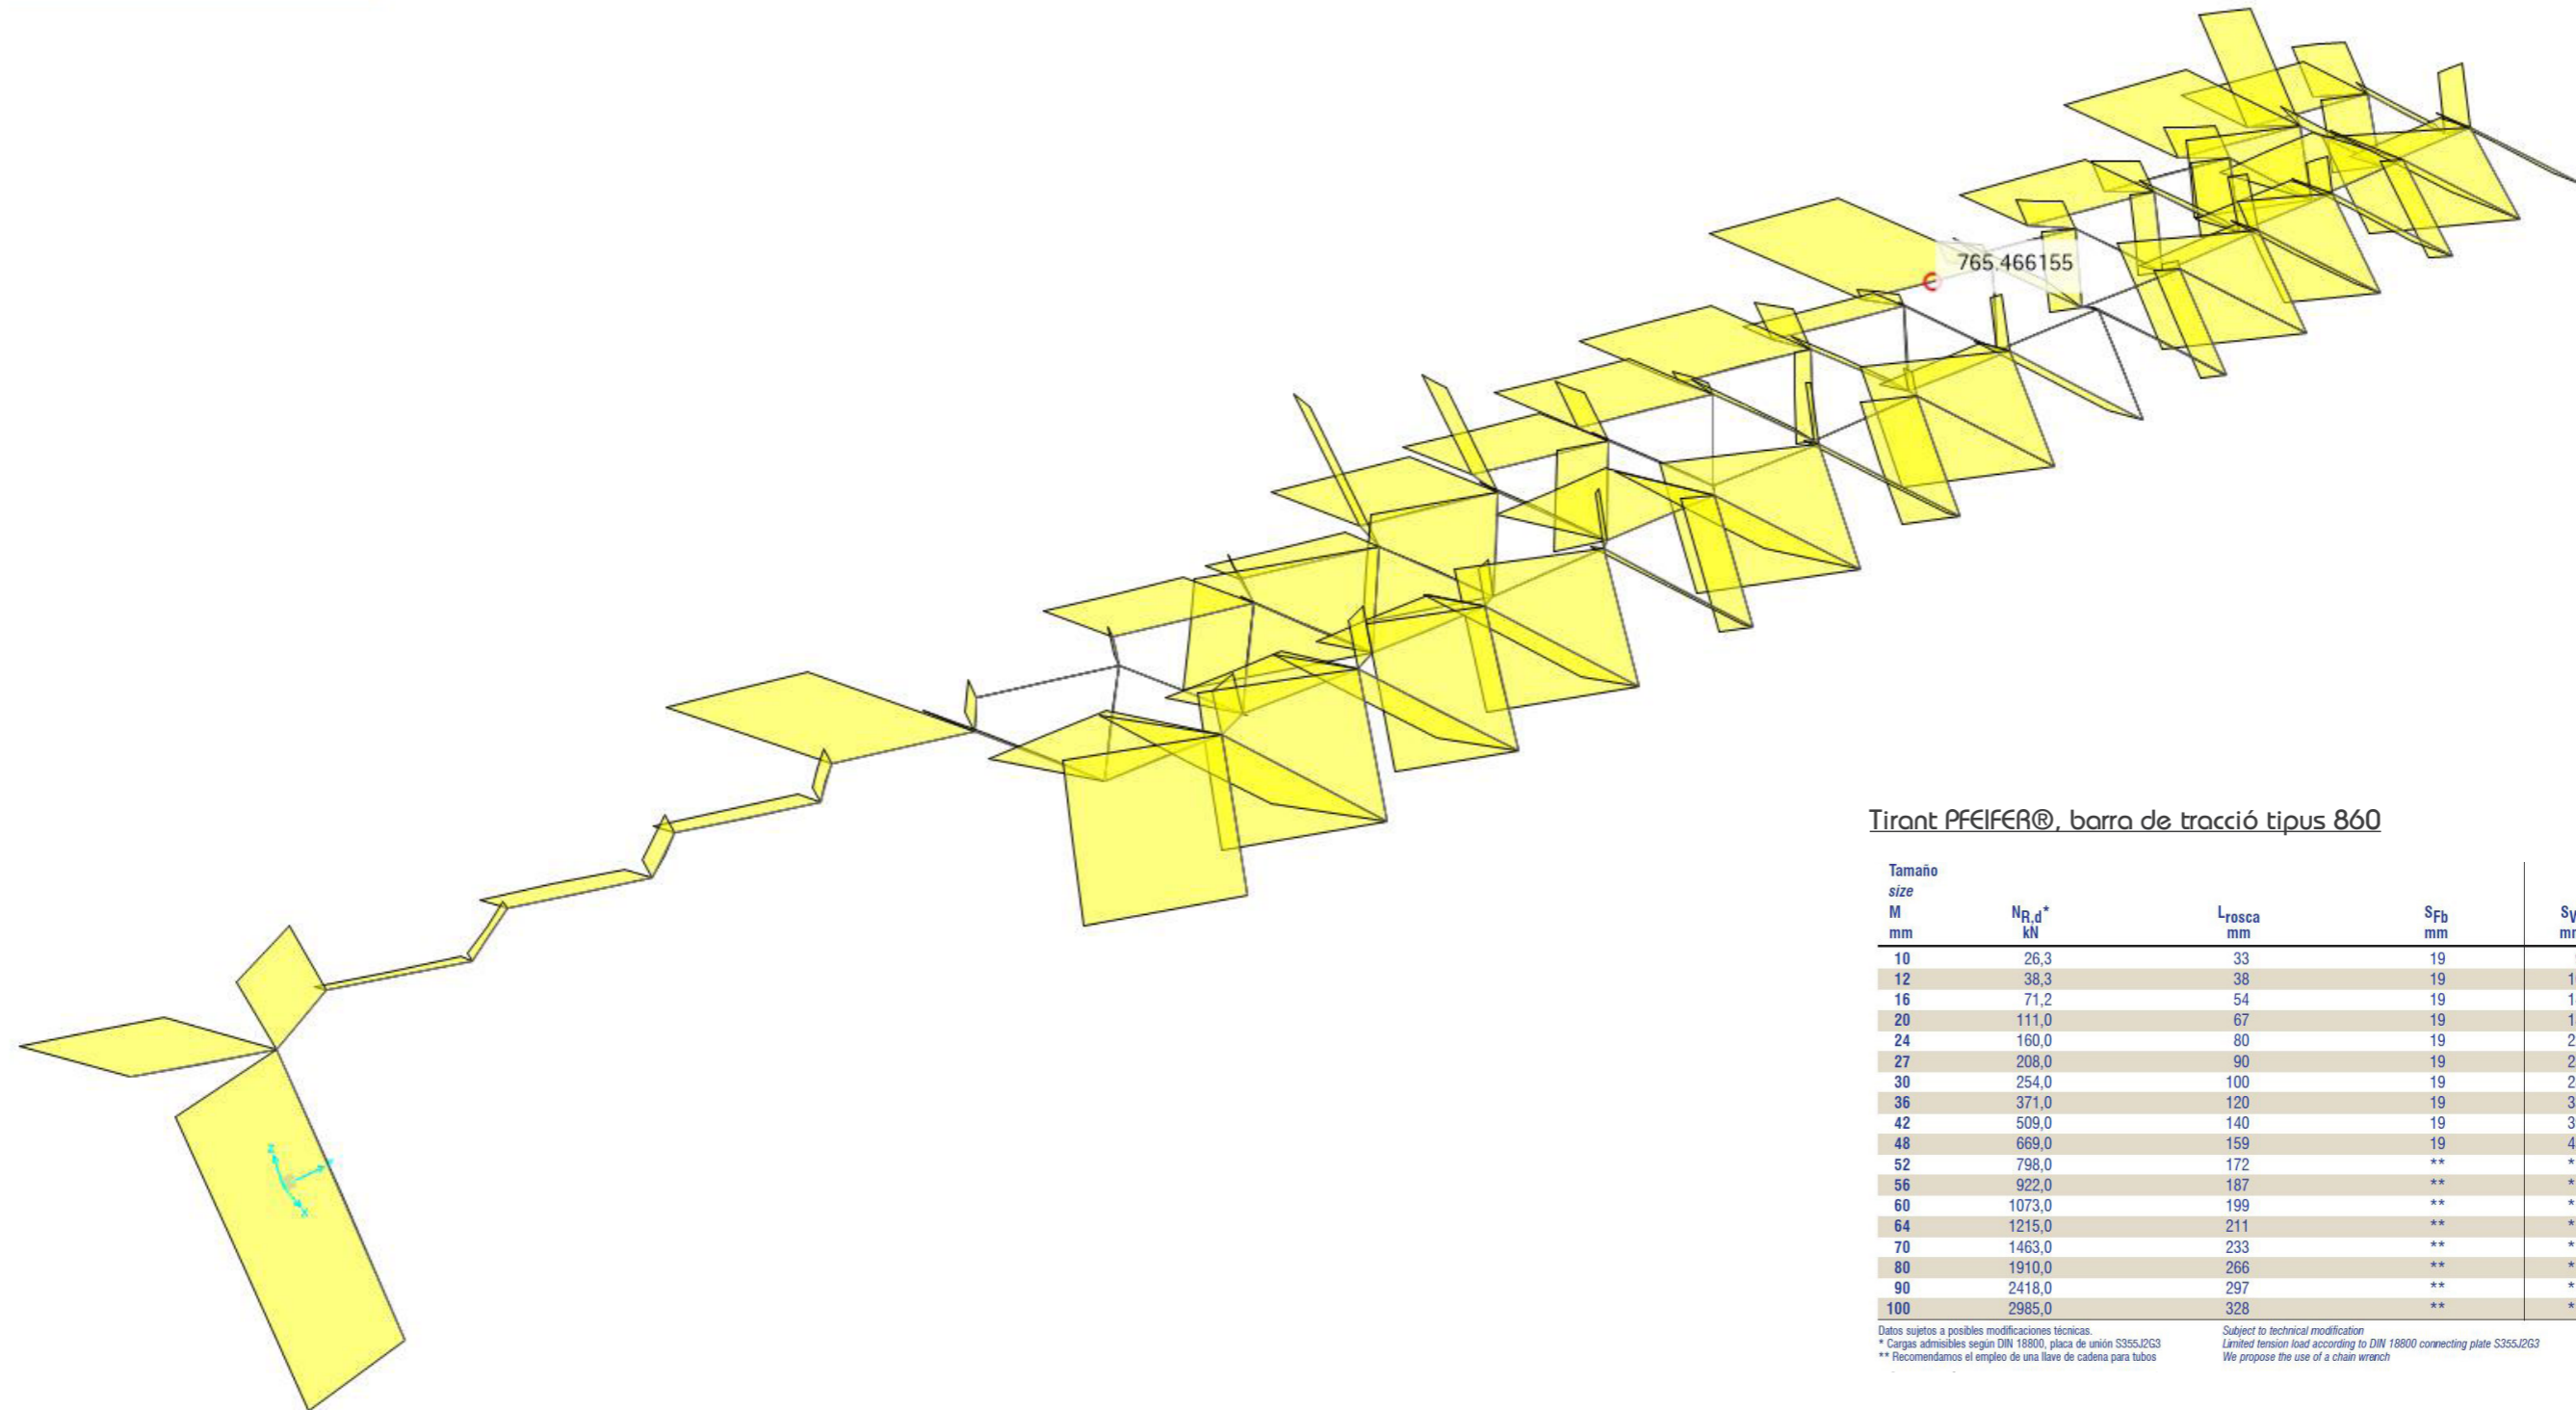 765.466155
Tirant PFEIFER®, barra de tracció tipus 860
Tamaño
size
M N R,d* L rosca S Fb
mm kN mm mm
10 26,3 33 19
12 38,3 38 19
16 71,2 54 19
20 111,0 67 19
24 160,0 80 19
27 208,0 90 19
30 254,0 100 19
36 371,0 120 19
42 509,0 140 19
48 669,0 159 19
52 798,0 172 ** *
56 922,0 187 ** *
60 1073,0 199 ** *
64 1215,0 211 ** *
70 1463,0 233 ** *
80 1910,0 266 ** *
90 2418,0 297 ** *
100 2985,0 328 ** *
Datos sujetos a posibles modificaciones técnicas. Subject to technical modification
* Cargas admisibles según DIN 18800, placa de unión S355J2G3 Limited tension load according to DIN 18800 connecting plate S355J2G3
** Recomendamos el empleo de una llave de cadena para tubos We propose the use of a chain wrench